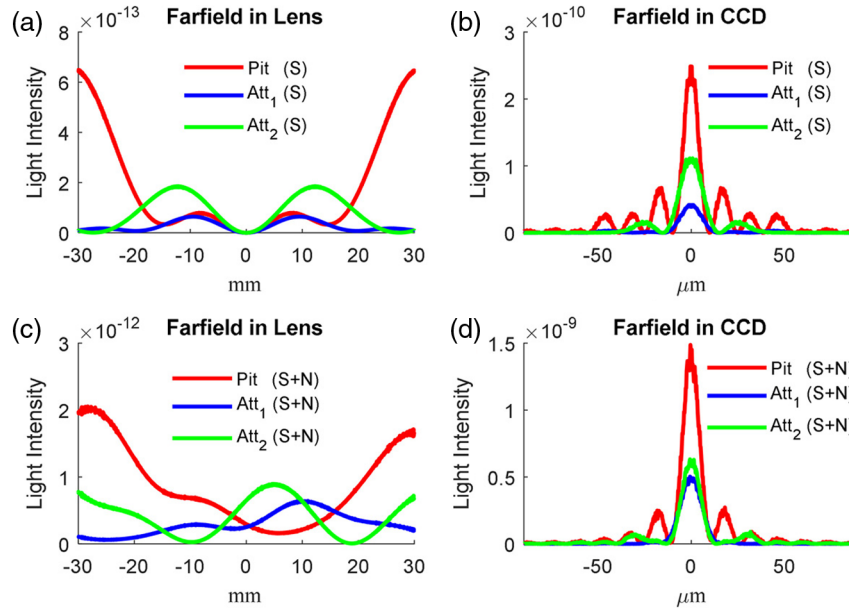 (a)
×10⁻¹³
Farfield in Lens
8
6
4
2
0
Light Intensity
Pit (S)
Att₁ (S)
Att₂ (S)
-30 -20 -10 0 10 20 30
mm
(b)
×10⁻¹⁰
Farfield in CCD
3
2
1
0
Light Intensity
Pit (S)
Att₁ (S)
Att₂ (S)
-50 0 50
μm
(c)
×10⁻¹²
Farfield in Lens
3
2
1
0
Light Intensity
Pit (S+N)
Att₁ (S+N)
Att₂ (S+N)
-30 -20 -10 0 10 20 30
mm
(d)
×10⁻⁹
Farfield in CCD
1.5
1
0.5
0
Light Intensity
Pit (S+N)
Att₁ (S+N)
Att₂ (S+N)
-50 0 50
μm